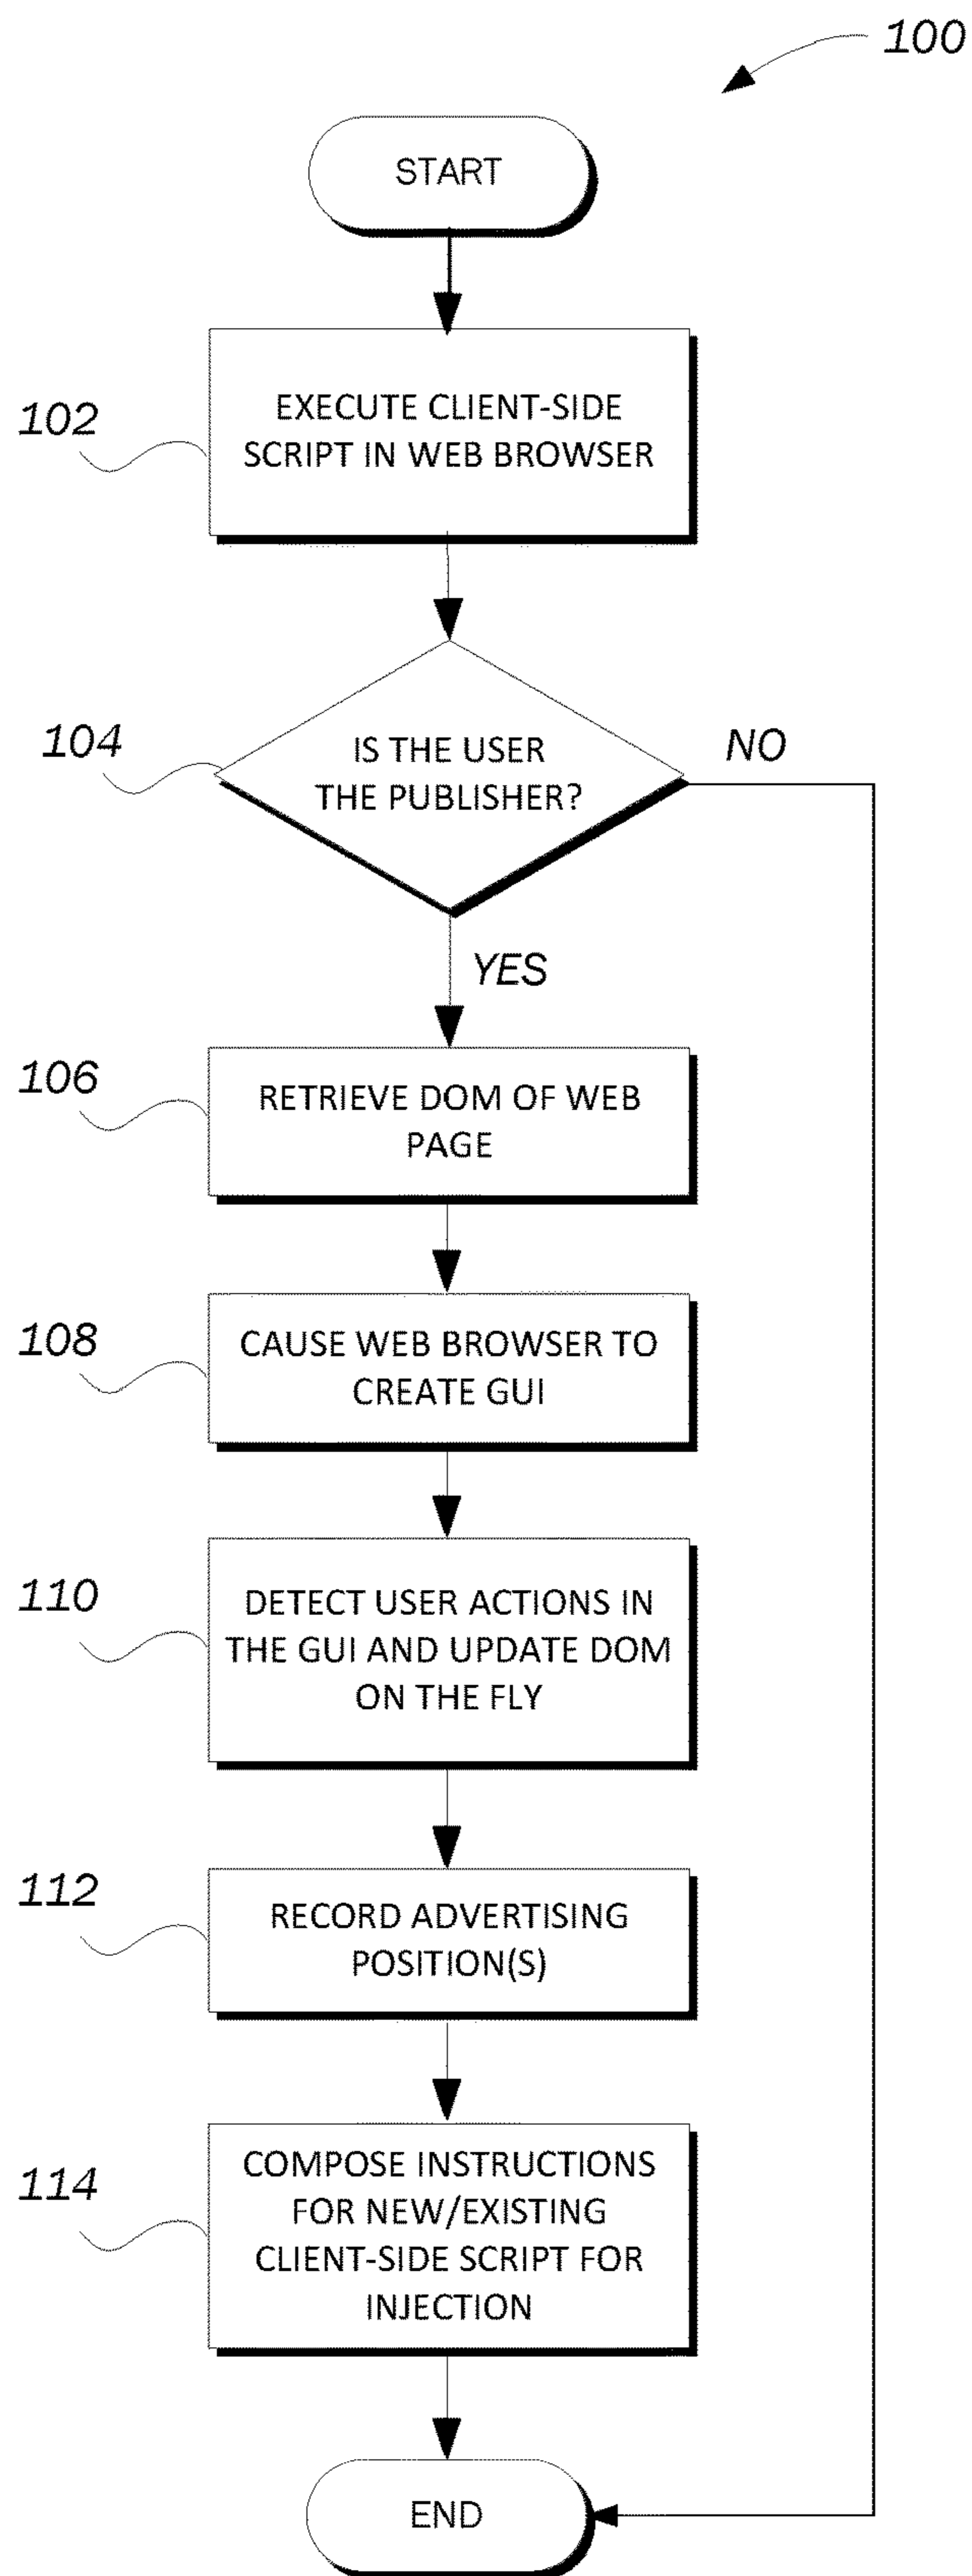 100
START
102
EXECUTE CLIENT-SIDE
SCRIPT IN WEB BROWSER
104
IS THE USER
THE PUBLISHER?
NO
YES
106
RETRIEVE DOM OF WEB
PAGE
108
CAUSE WEB BROWSER TO
CREATE GUI
110
DETECT USER ACTIONS IN
THE GUI AND UPDATE DOM
ON THE FLY
112
RECORD ADVERTISING
POSITION(S)
114
COMPOSE INSTRUCTIONS
FOR NEW/EXISTING
CLIENT-SIDE SCRIPT FOR
INJECTION
END